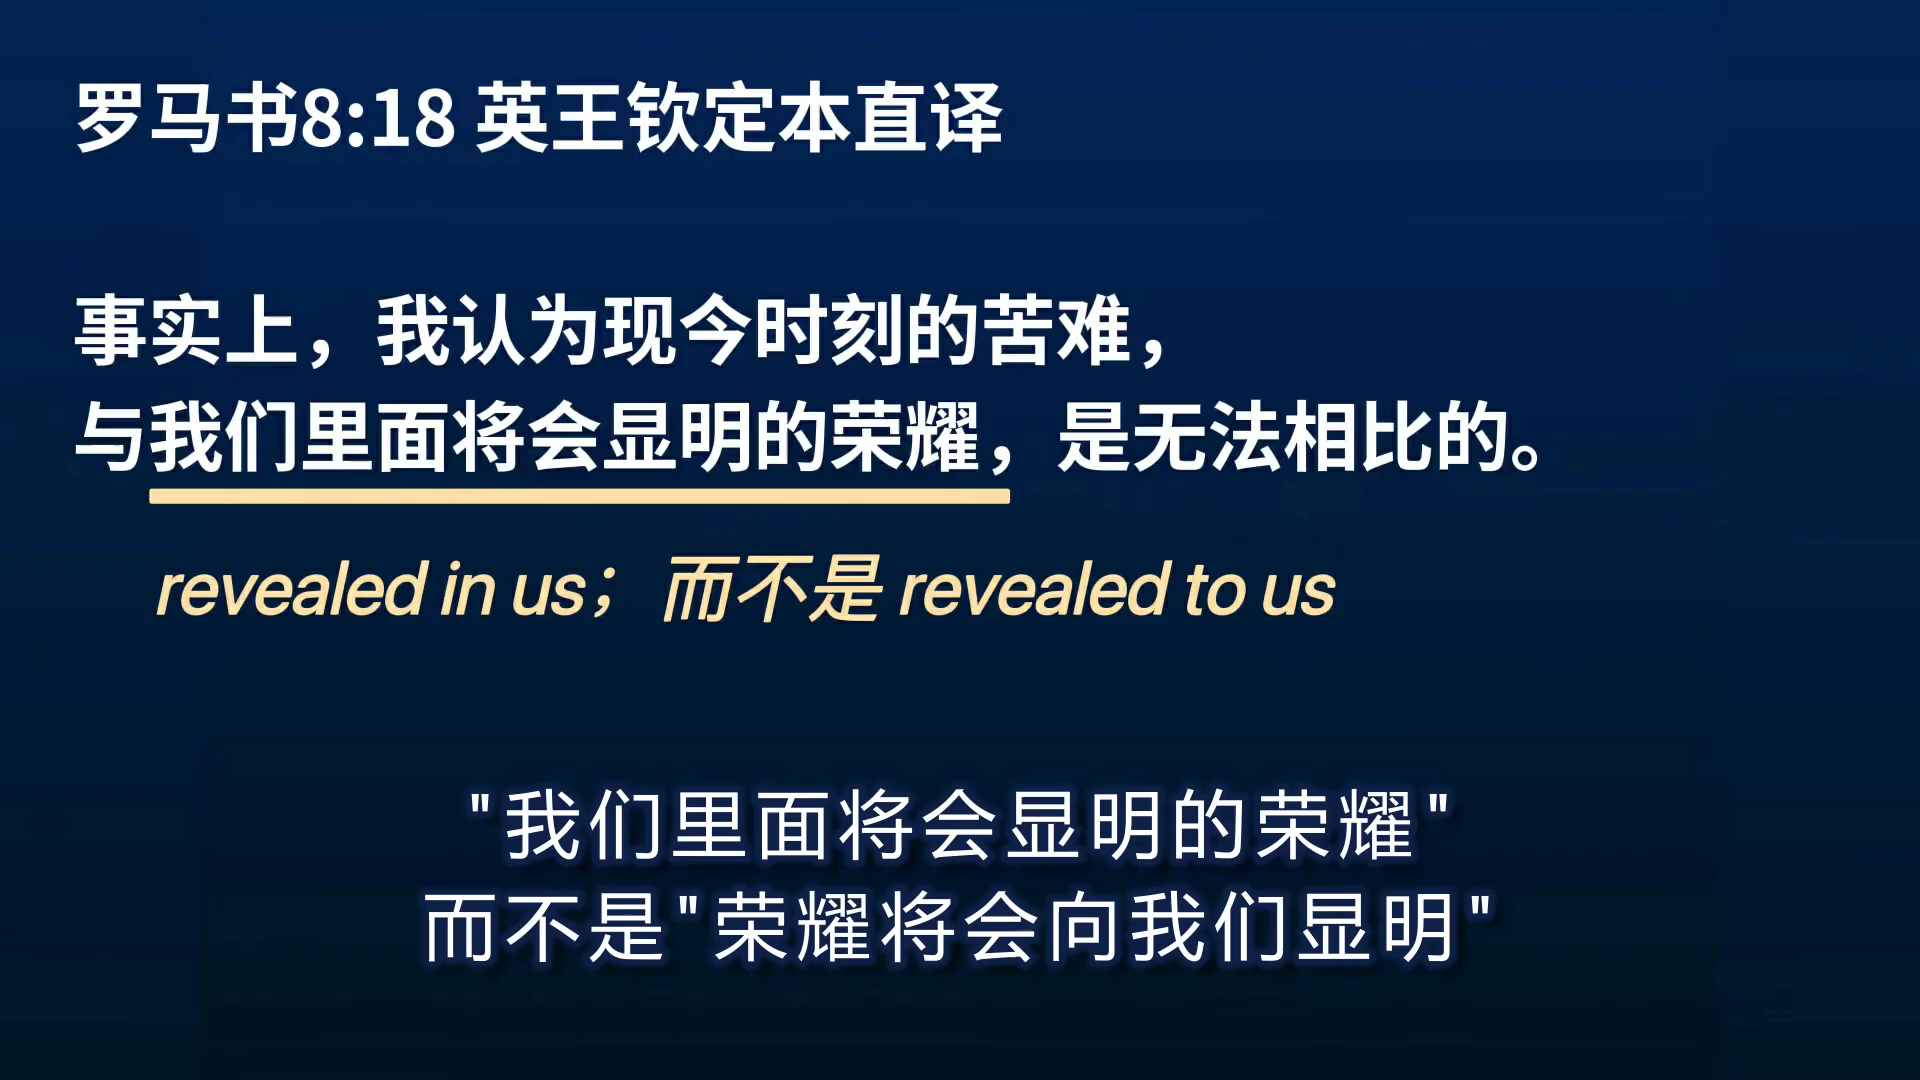 罗马书8:18 英王钦定本直译
事实上，我认为现今时刻的苦难，
与我们里面将会显明的荣耀，是无法相比的。
revealed in us；而不是 revealed to us
"我们里面将会显明的荣耀"
而不是"荣耀将会向我们显明"